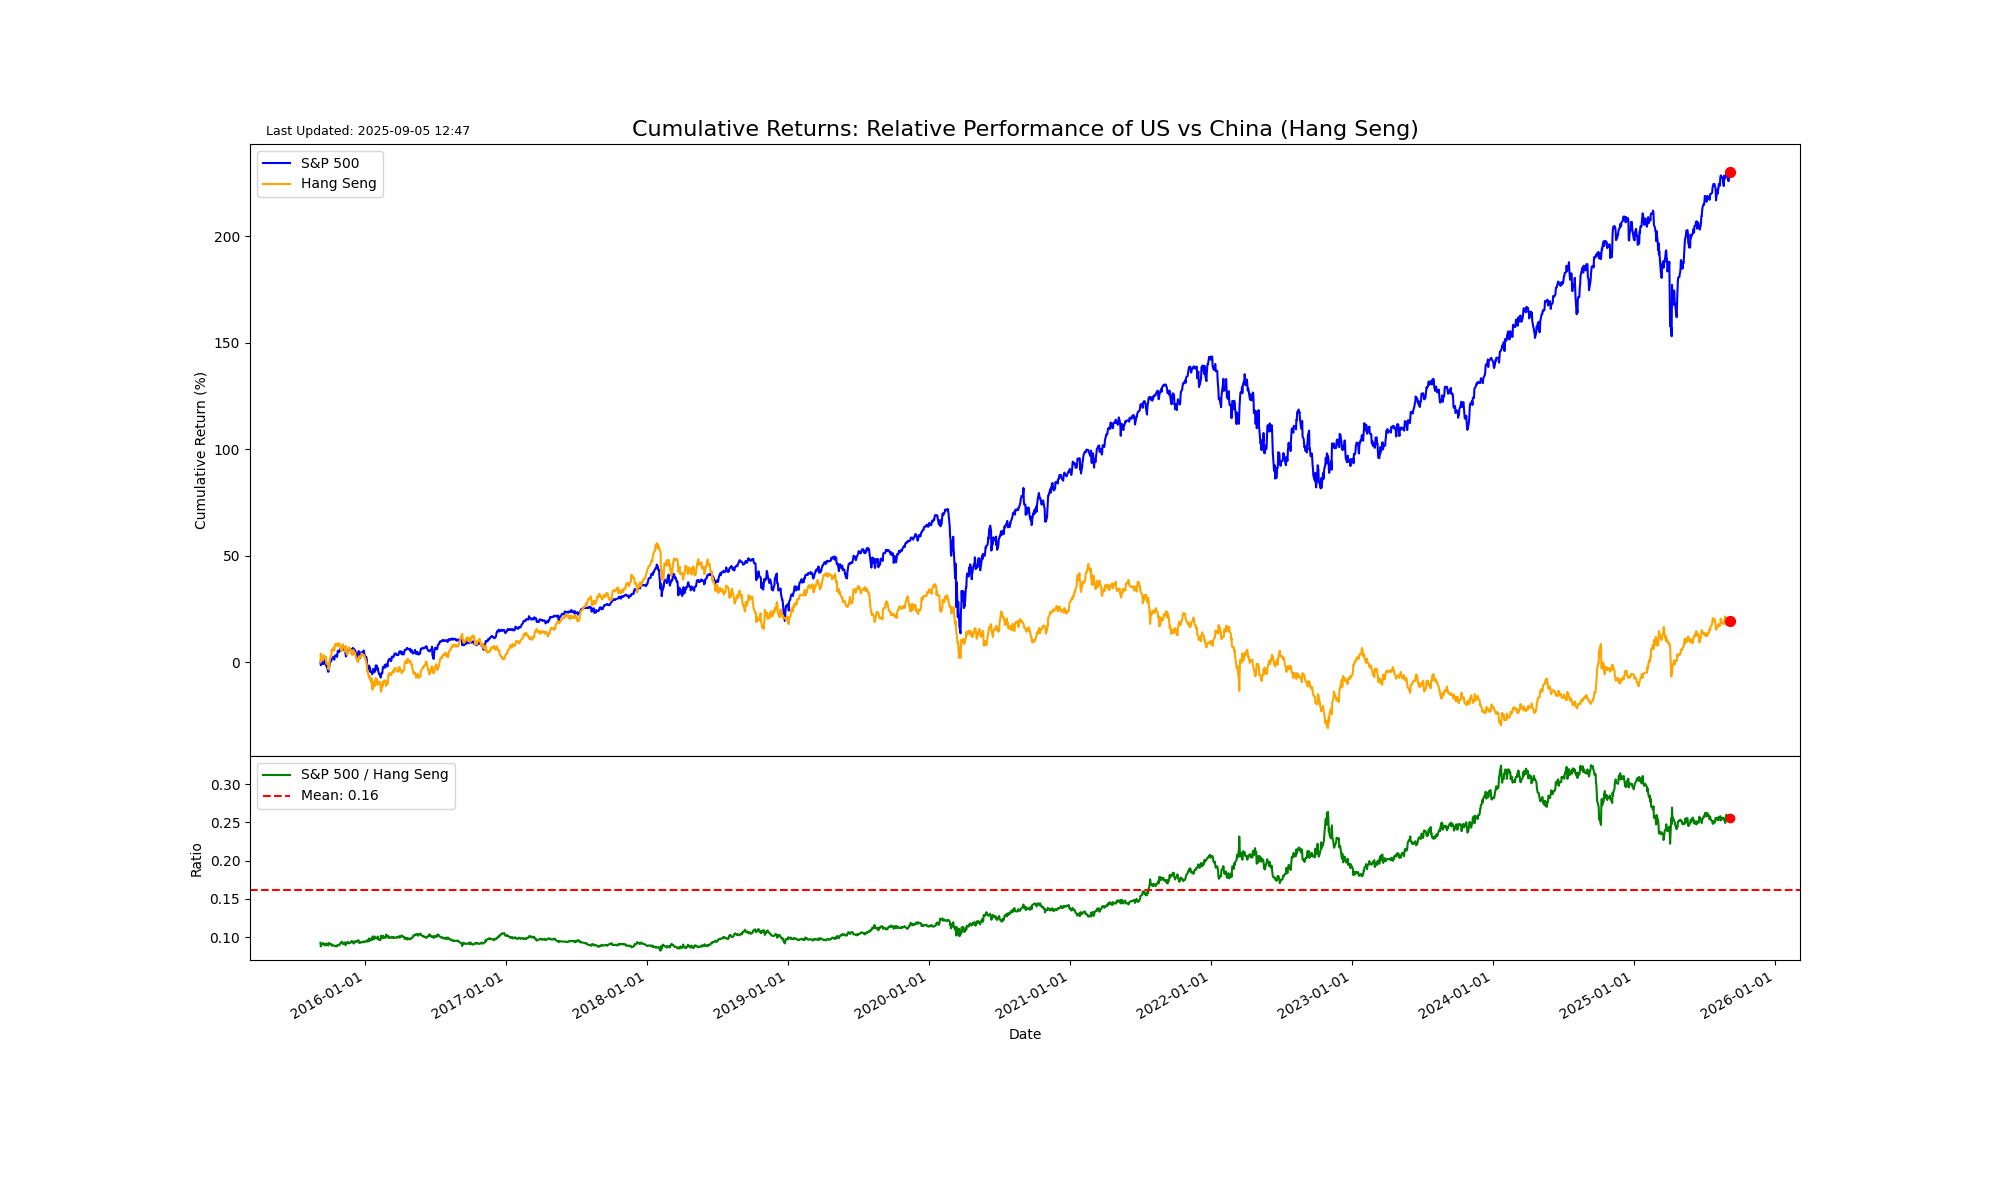 Last Updated: 2025-09-05 12:47
Cumulative Returns: Relative Performance of US vs China (Hang Seng)
S&P 500
Hang Seng
200
150
100
50
0
Cumulative Return (%)
S&P 500 / Hang Seng
Mean: 0.16
0.30
0.25
0.20
0.15
0.10
Ratio
2016-01-01
2017-01-01
2018-01-01
2019-01-01
2020-01-01
2021-01-01
2022-01-01
2023-01-01
2024-01-01
2025-01-01
2026-01-01
Date